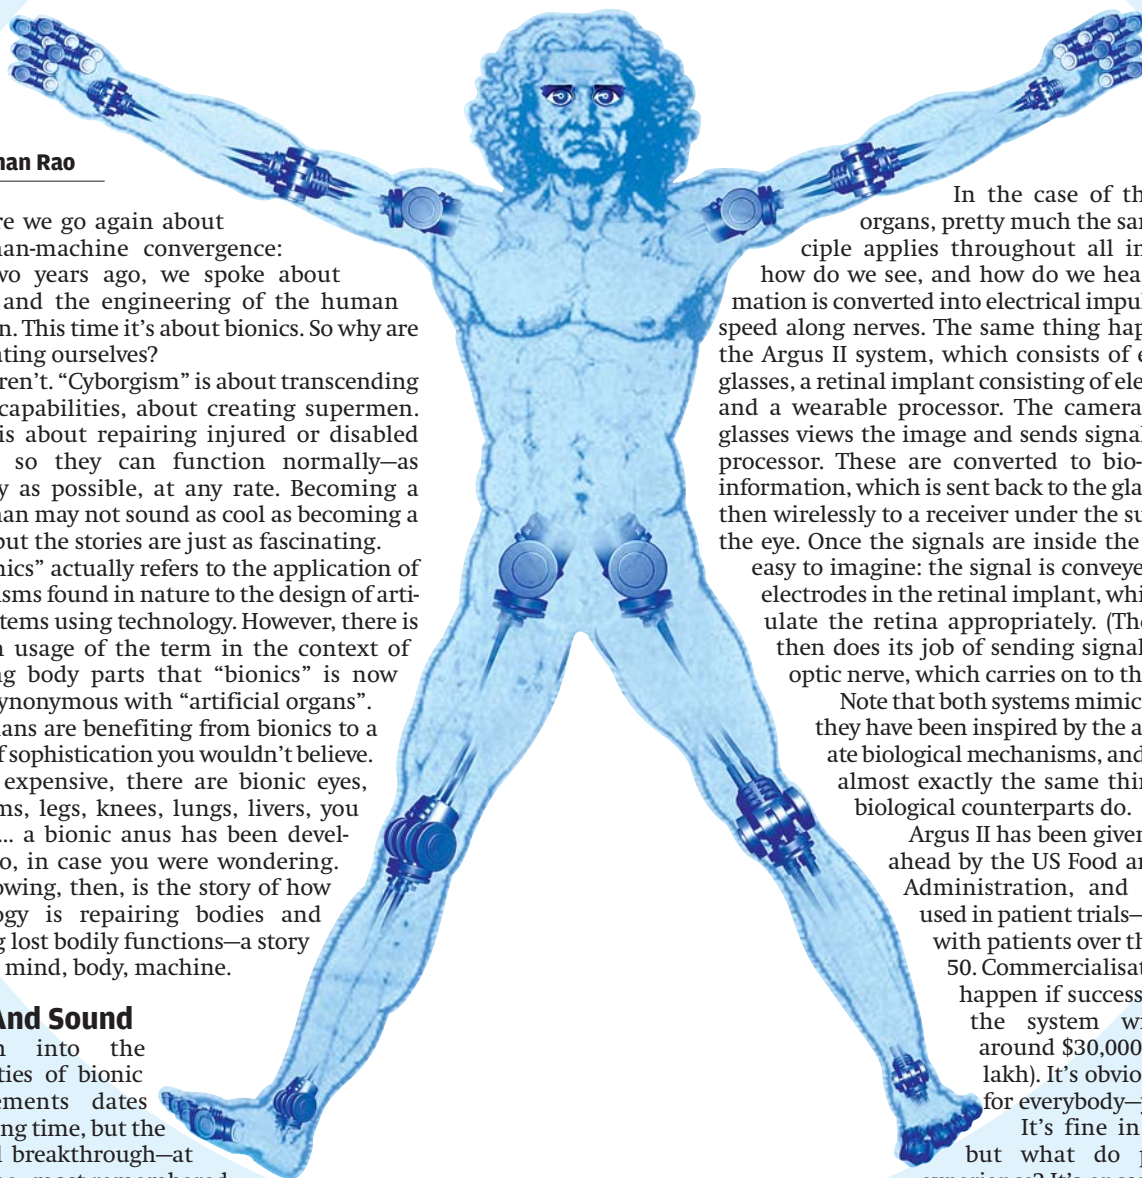 nan Rao
re we go again about
nan-machine convergence:
wo years ago, we spoke about
and the engineering of the human
n. This time it's about bionics. So why are
ating ourselves?
ren't. “Cyborgism” is about transcending
capabilities, about creating supermen.
is about repairing injured or disabled
so they can function normally—as
y as possible, at any rate. Becoming a
nan may not sound as cool as becoming a
but the stories are just as fascinating.
nics” actually refers to the application of
isms found in nature to the design of arti-
stems using technology. However, there is
n usage of the term in the context of
ng body parts that “bionics” is now
synonymous with “artificial organs”.
ans are benefiting from bionics to a
f sophistication you wouldn't believe.
expensive, there are bionic eyes,
ms, legs, knees, lungs, livers, you
... a bionic anus has been devel-
o, in case you were wondering.
owing, then, is the story of how
ogy is repairing bodies and
g lost bodily functions—a story
mind, body, machine.
And Sound
n into the
ties of bionic
ements dates
ng time, but the
l breakthrough—at
most remembered
In the case of th
organs, pretty much the sar
ciple applies throughout all in
how do we see, and how do we hea
mation is converted into electrical impu
speed along nerves. The same thing hap
the Argus II system, which consists of e
glasses, a retinal implant consisting of ele
and a wearable processor. The camera
glasses views the image and sends signal
processor. These are converted to bio-
information, which is sent back to the gla
then wirelessly to a receiver under the su
the eye. Once the signals are inside the
easy to imagine: the signal is conveye
electrodes in the retinal implant, whi
ulate the retina appropriately. (The
then does its job of sending signal
optic nerve, which carries on to th
Note that both systems mimic
they have been inspired by the a
ate biological mechanisms, and
almost exactly the same thin
biological counterparts do.
Argus II has been given
ahead by the US Food an
Administration, and
used in patient trials—
with patients over th
50. Commercialisat
happen if success
the system wi
around $30,000
lakh). It's obvio
for everybody—
It's fine in
but what do p